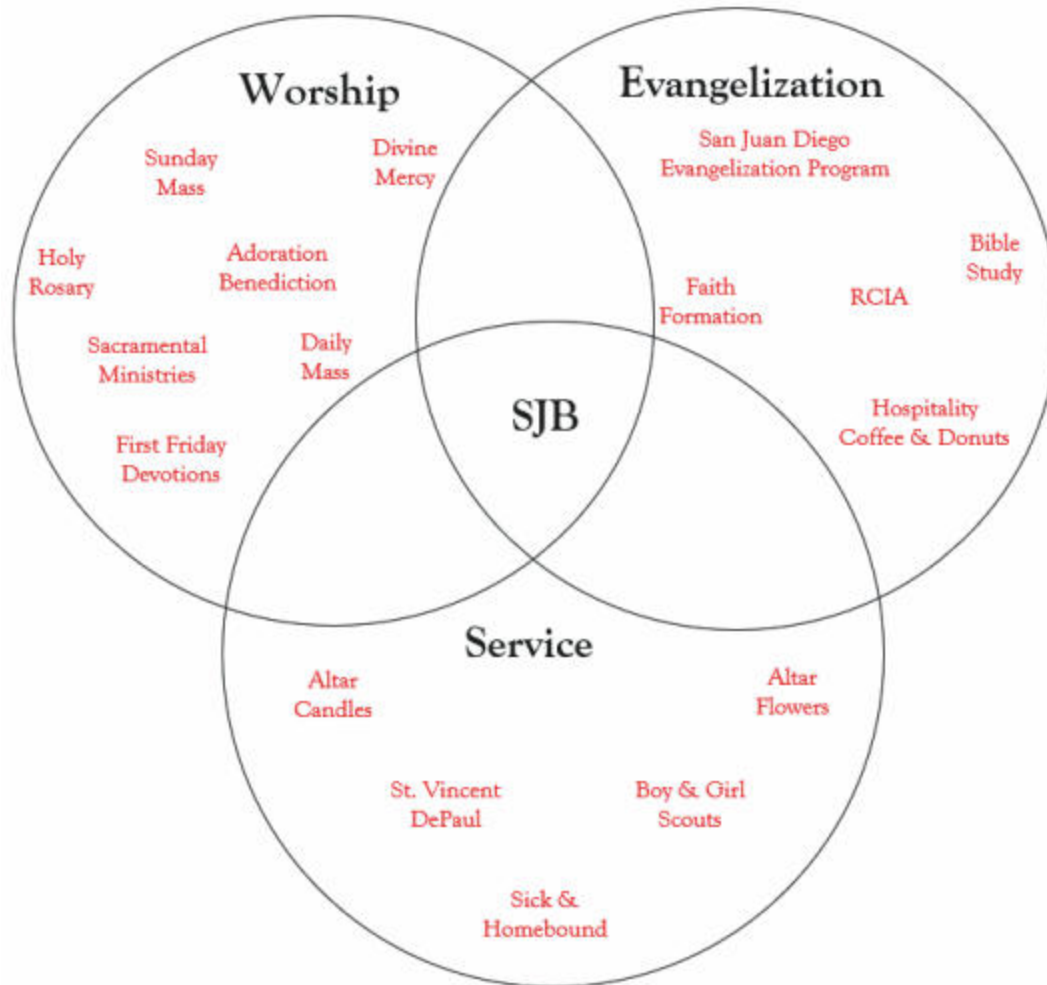 Worship
Sunday
Mass
Divine
Mercy
Holy
Rosary
Adoration
Benediction
Sacramental
Ministries
Daily
Mass
First Friday
Devotions
Evangelization
San Juan Diego
Evangelization Program
Bible
Study
Faith
Formation
RCIA
Hospitality
Coffee & Donuts
SJB
Service
Altar
Candles
Altar
Flowers
St. Vincent
DePaul
Boy & Girl
Scouts
Sick &
Homebound